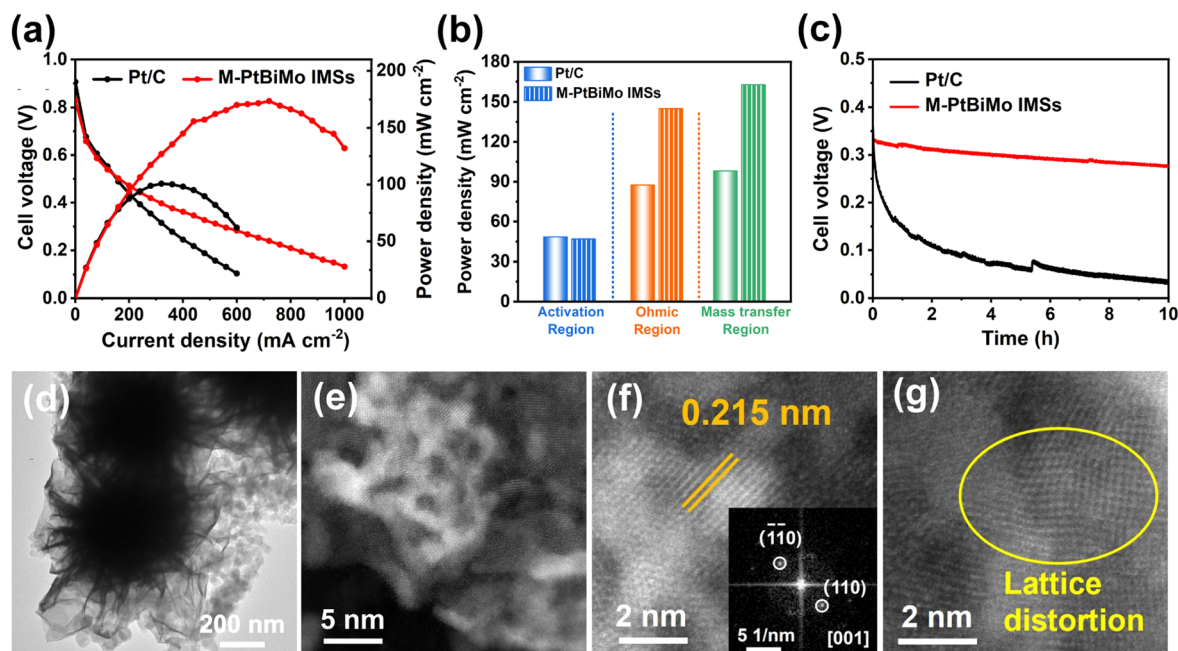 (a)
Pt/C
M-PtBiMo IMSs
Cell voltage (V)
1.0
0.8
0.6
0.4
0.2
0.0
0
200
400
600
800
1000
Current density (mA cm⁻²)
200
150
100
50
0
Power density (mW cm⁻²)
(b)
Pt/C
M-PtBiMo IMSs
Power density (mW cm⁻²)
180
150
120
90
60
30
0
Activation
Region
Ohmic
Region
Mass transfer
Region
(c)
Pt/C
M-PtBiMo IMSs
Cell voltage (V)
0.5
0.4
0.3
0.2
0.1
0.0
0
2
4
6
8
10
Time (h)
(d)
200 nm
(e)
5 nm
(f)
0.215 nm
2 nm
(1̅1̅0)
(110)
5 1/nm
[001]
(g)
Lattice
distortion
2 nm